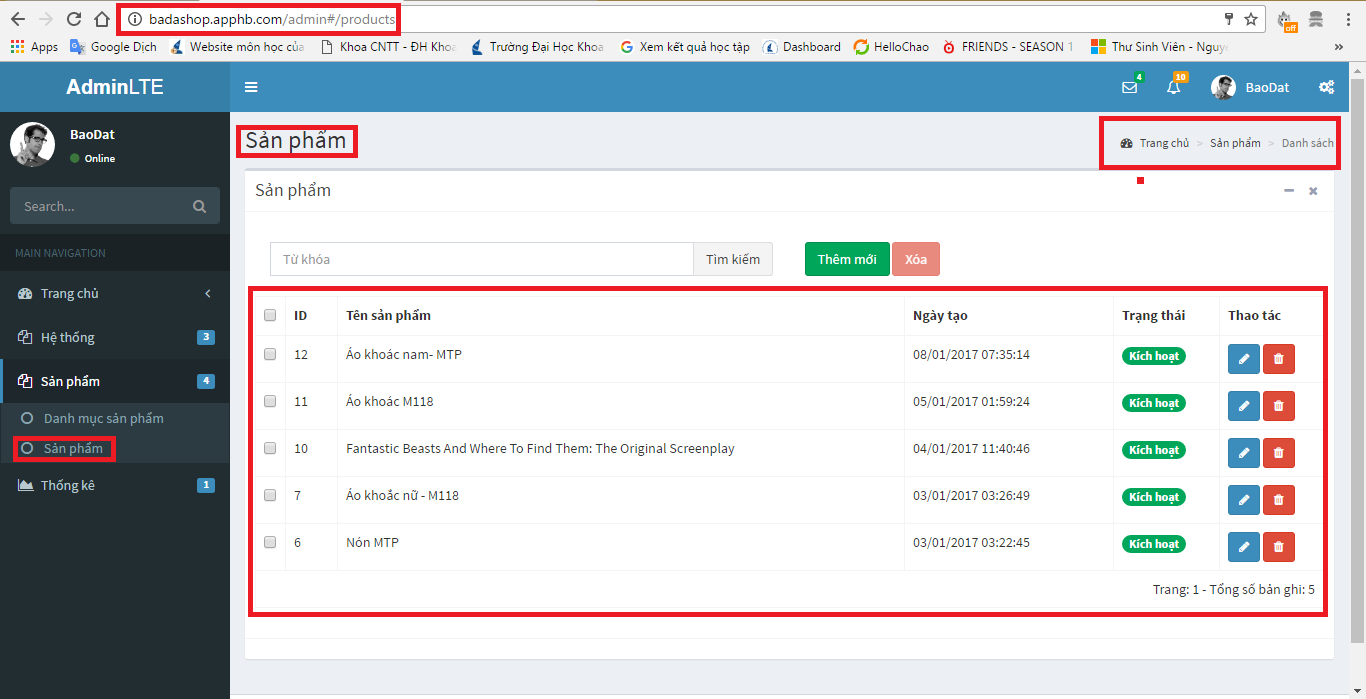 badashop.apphb.com/admin#/products
Apps Google Dịch Website môn học củ Khoa CNTT - ĐH Kho Trường Đại Học Khoa Xem kết quả học tập Dashboard HelloChao FRIENDS - SEASON 1 Thư Sinh Viên - Nguy »
off
AdminLTE
4 10 BaoDat
BaoDat
Online
Search...
MAIN NAVIGATION
Trang chủ
Hệ thống 3
Sản phẩm 4
Danh mục sản phẩm
Sản phẩm
Thống kê 1
Sản phẩm
Trang chủ > Sản phẩm > Danh sách
Sản phẩm
Từ khóa Tìm kiếm Thêm mới Xóa
ID Tên sản phẩm Ngày tạo Trạng thái Thao tác
12 Áo khoác nam- MTP 08/01/2017 07:35:14 Kích hoạt
11 Áo khoác M118 05/01/2017 01:59:24 Kích hoạt
10 Fantastic Beasts And Where To Find Them: The Original Screenplay 04/01/2017 11:40:46 Kích hoạt
7 Áo khoắc nữ - M118 03/01/2017 03:26:49 Kích hoạt
6 Nón MTP 03/01/2017 03:22:45 Kích hoạt
Trang: 1 - Tổng số bản ghi: 5